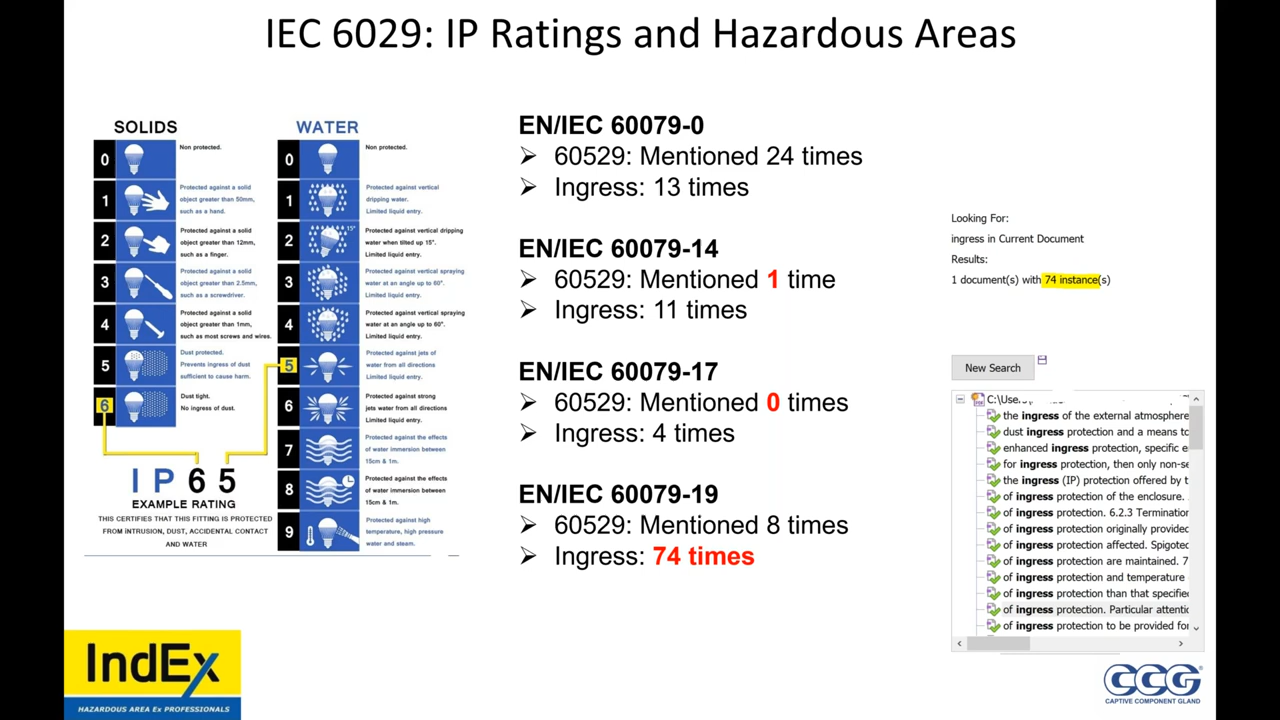 IEC 6029: IP Ratings and Hazardous Areas
SOLIDS
0
Non protected.
1
Protected against a solid
object greater than 50mm,
such as a hand.
2
Protected against a solid
object greater than 12mm,
such as a finger.
3
Protected against a solid
object greater than 2.5mm,
such as a screwdriver.
4
Protected against a solid
object greater than 1mm,
such as most screws and wires.
5
Dust protected.
Prevents ingress of dust
sufficient to cause harm.
6
Dust tight.
No ingress of dust.
WATER
0
Non protected.
1
Protected against vertical
dripping water.
Limited liquid entry.
2
15°
Protected against vertical dripping
water when tilted up 15°.
Limited liquid entry.
3
Protected against vertical spraying
water at an angle up to 60°.
Limited liquid entry.
4
Protected against vertical spraying
water at an angle up to 60°.
Limited liquid entry.
5
Protected against jets of
water from all directions
Limited liquid entry.
6
Protected against strong
jets water from all directions
Limited liquid entry.
7
Protected against the effects
of water immersion between
15cm & 1m.
8
Protected against the effects
of water immersion between
15cm & 1m.
9
Protected against high
temperature, high pressure
water and steam.
IP 6 5
EXAMPLE RATING
THIS CERTIFIES THAT THIS FITTING IS PROTECTED
FROM INTRUSION, DUST, ACCIDENTAL CONTACT
AND WATER
EN/IEC 60079-0
60529: Mentioned 24 times
Ingress: 13 times
EN/IEC 60079-14
60529: Mentioned 1 time
Ingress: 11 times
EN/IEC 60079-17
60529: Mentioned 0 times
Ingress: 4 times
EN/IEC 60079-19
60529: Mentioned 8 times
Ingress: 74 times
Looking For:
ingress in Current Document
Results:
1 document(s) with 74 instance(s)
New Search
C:\Users\
the ingress of the external atmosphere
dust ingress protection and a means to
enhanced ingress protection, specific e
for ingress protection, then only non-se
the ingress (IP) protection offered by t
of ingress protection of the enclosure.
of ingress protection. 6.2.3 Termination
of ingress protection originally provided
of ingress protection affected. Spigoted
of ingress protection are maintained. 7
of ingress protection and temperature
of ingress protection than that specified
of ingress protection. Particular attentio
of ingress protection to be provided for
IndEx
HAZARDOUS AREA Ex PROFESSIONALS
CCG®
CAPTIVE COMPONENT GLAND